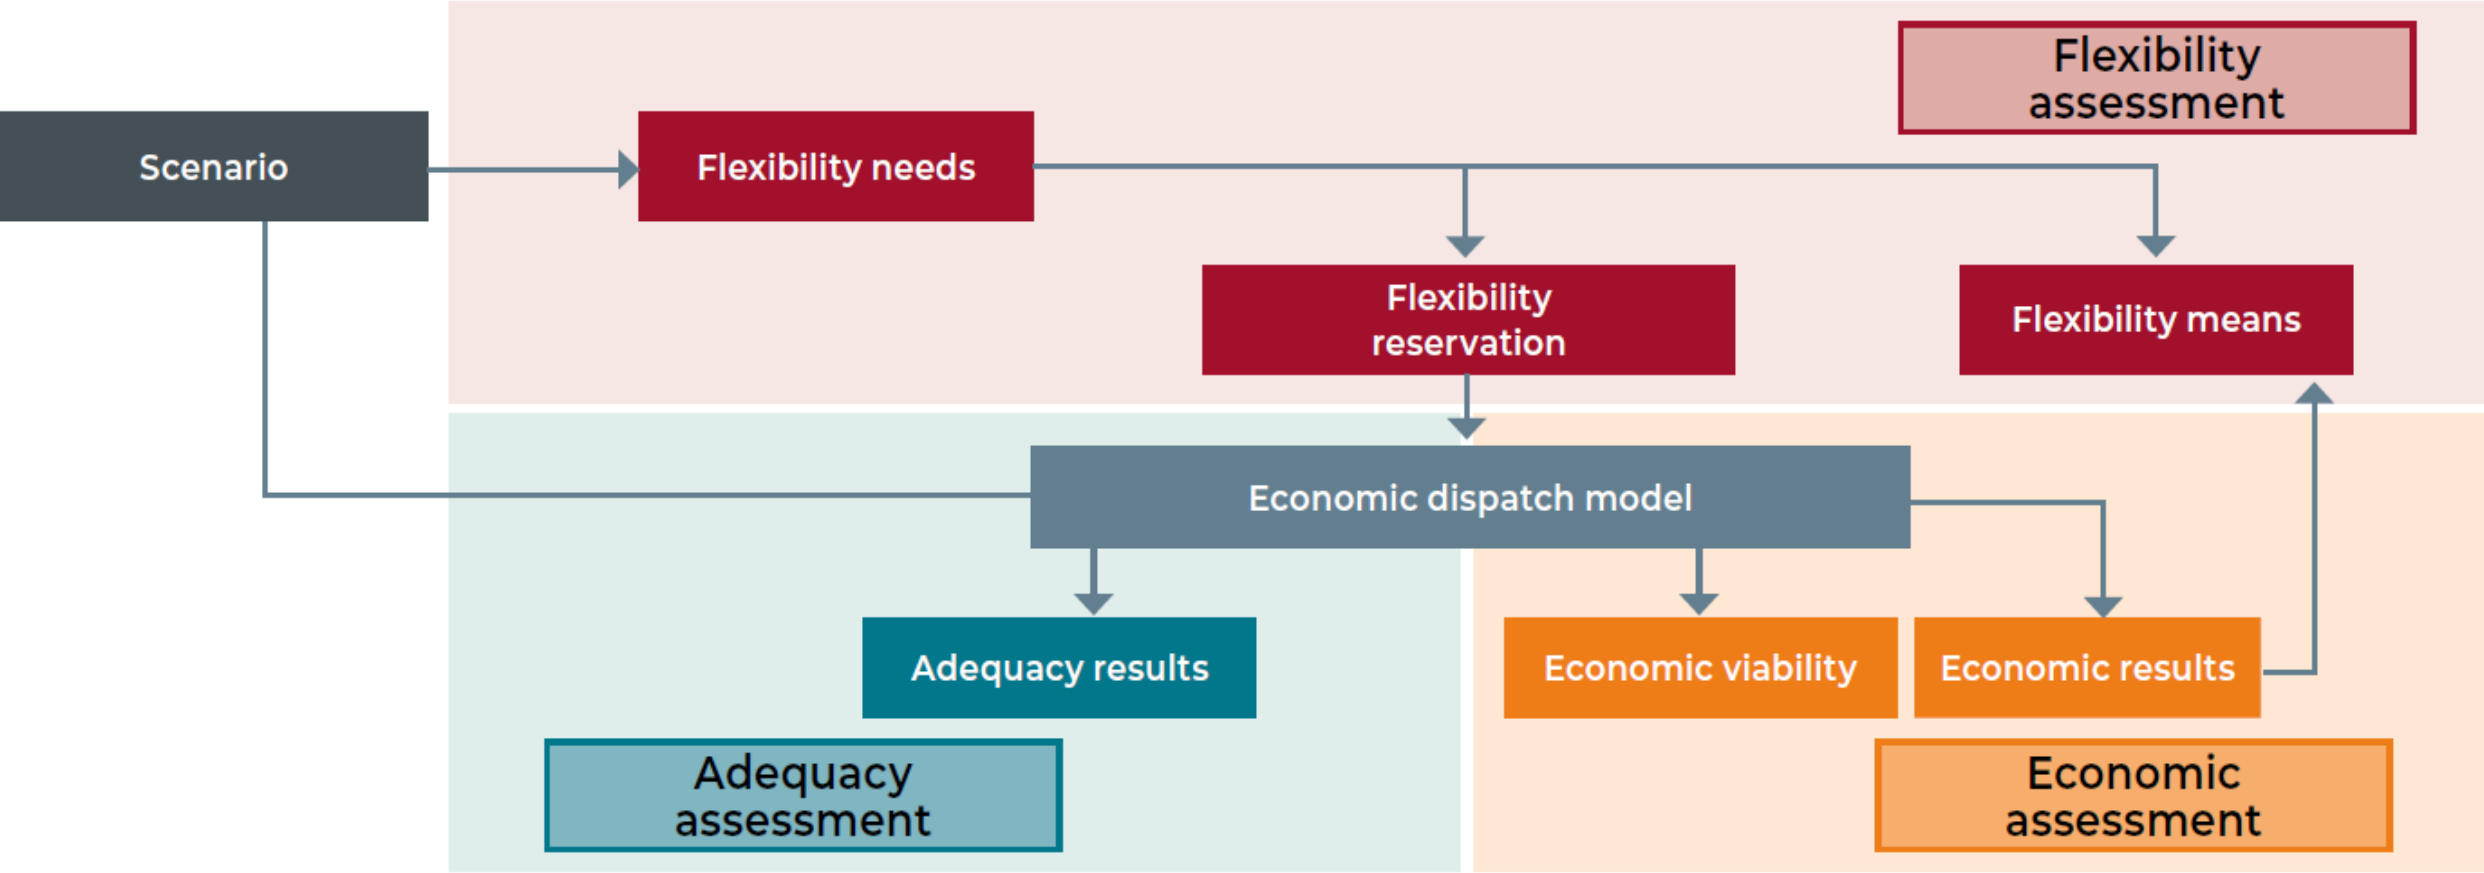 Flexibility
assessment
Scenario
Flexibility needs
Flexibility
reservation
Flexibility means
Economic dispatch model
Adequacy results
Economic viability
Economic results
Adequacy
assessment
Economic
assessment